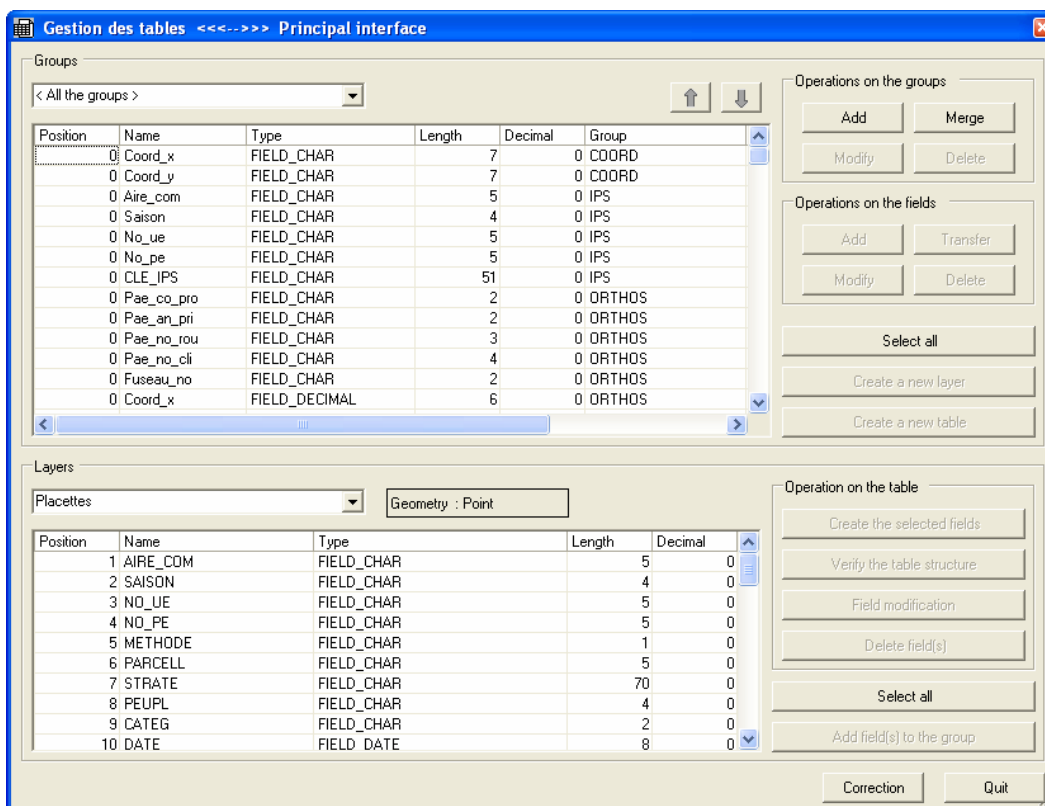 Gestion des tables <<<-->>> Principal interface
Groups
< All the groups >
Position Name Type Length Decimal Group
0 Coord_x FIELD_CHAR 7 0 COORD
0 Coord_y FIELD_CHAR 7 0 COORD
0 Aire_com FIELD_CHAR 5 0 IPS
0 Saison FIELD_CHAR 4 0 IPS
0 No_ue FIELD_CHAR 5 0 IPS
0 No_pe FIELD_CHAR 5 0 IPS
0 CLE_IPS FIELD_CHAR 51 0 IPS
0 Pae_co_pro FIELD_CHAR 2 0 ORTHOS
0 Pae_an_pri FIELD_CHAR 2 0 ORTHOS
0 Pae_no_rou FIELD_CHAR 3 0 ORTHOS
0 Pae_no_cli FIELD_CHAR 4 0 ORTHOS
0 Fuseau_no FIELD_CHAR 2 0 ORTHOS
0 Coord_x FIELD_DECIMAL 6 0 ORTHOS
Operations on the groups
Add Merge
Modify Delete
Operations on the fields
Add Transfer
Modify Delete
Select all
Create a new layer
Create a new table
Layers
Placettes
Geometry : Point
Position Name Type Length Decimal
1 AIRE_COM FIELD_CHAR 5 0
2 SAISON FIELD_CHAR 4 0
3 NO_UE FIELD_CHAR 5 0
4 NO_PE FIELD_CHAR 5 0
5 METHODE FIELD_CHAR 1 0
6 PARCELL FIELD_CHAR 5 0
7 STRATE FIELD_CHAR 70 0
8 PEUPL FIELD_CHAR 4 0
9 CATEG FIELD_CHAR 2 0
10 DATE FIELD_DATE 8 0
Operation on the table
Create the selected fields
Verify the table structure
Field modification
Delete field(s)
Select all
Add field(s) to the group
Correction Quit